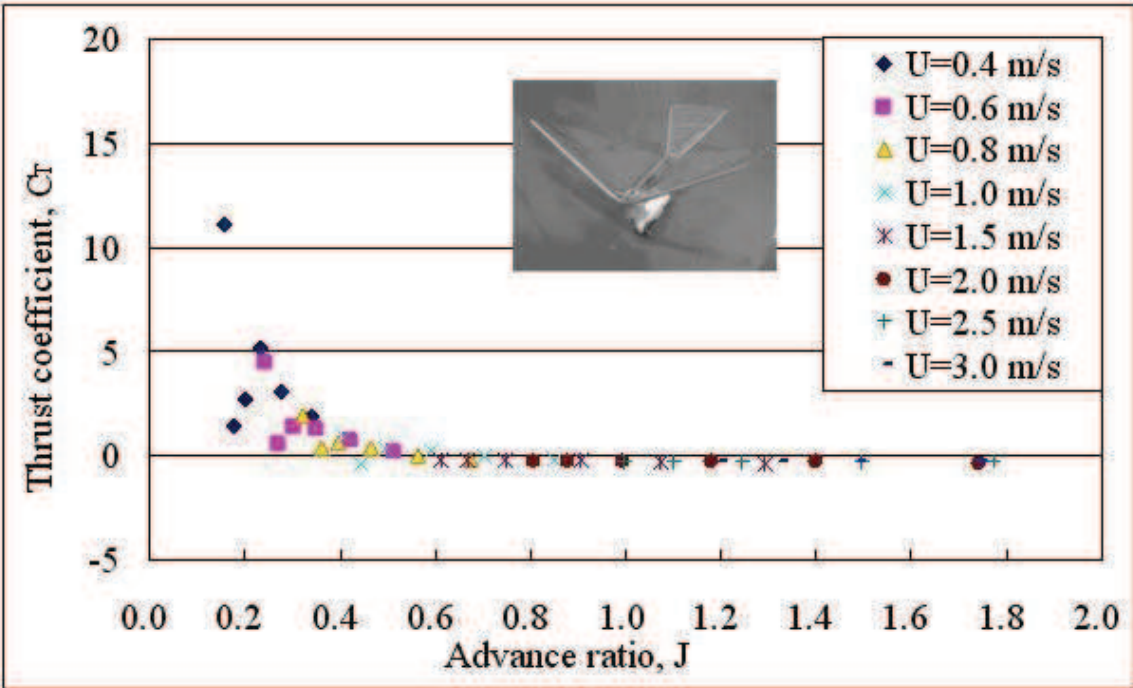 20
15
10
5
0
-5
Thrust coefficient, CT
U=0.4 m/s
U=0.6 m/s
U=0.8 m/s
U=1.0 m/s
U=1.5 m/s
U=2.0 m/s
U=2.5 m/s
U=3.0 m/s
0.0 0.2 0.4 0.6 0.8 1.0 1.2 1.4 1.6 1.8 2.0
Advance ratio, J